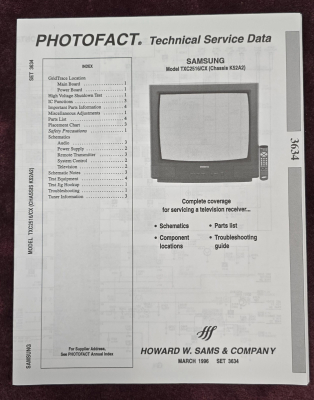 PHOTOFACT® Technical Service Data
SET 3634
MODEL TXC2516/CX (CHASSIS K52A2)
SAMSUNG
INDEX
GridTrace Location
Main Board
Power Board
High Voltage Shutdown Test
IC Functions
Important Parts Information
Miscellaneous Adjustments
Parts List
Placement Chart
Safety Precautions
Schematics
Audio
Power Supply
Remote Transmitter
System Control
Television
Schematic Notes
Test Equipment
Test Jig Hookup
Troubleshooting
Tuner Information
For Supplier Address,
See PHOTOFACT Annual Index
SAMSUNG
Model TXC2516/CX (Chassis K52A2)
3634
Complete coverage
for servicing a television receiver...
• Schematics
• Component
locations
• Parts list
• Troubleshooting
guide
HOWARD W. SAMS & COMPANY
MARCH 1996 SET 3634